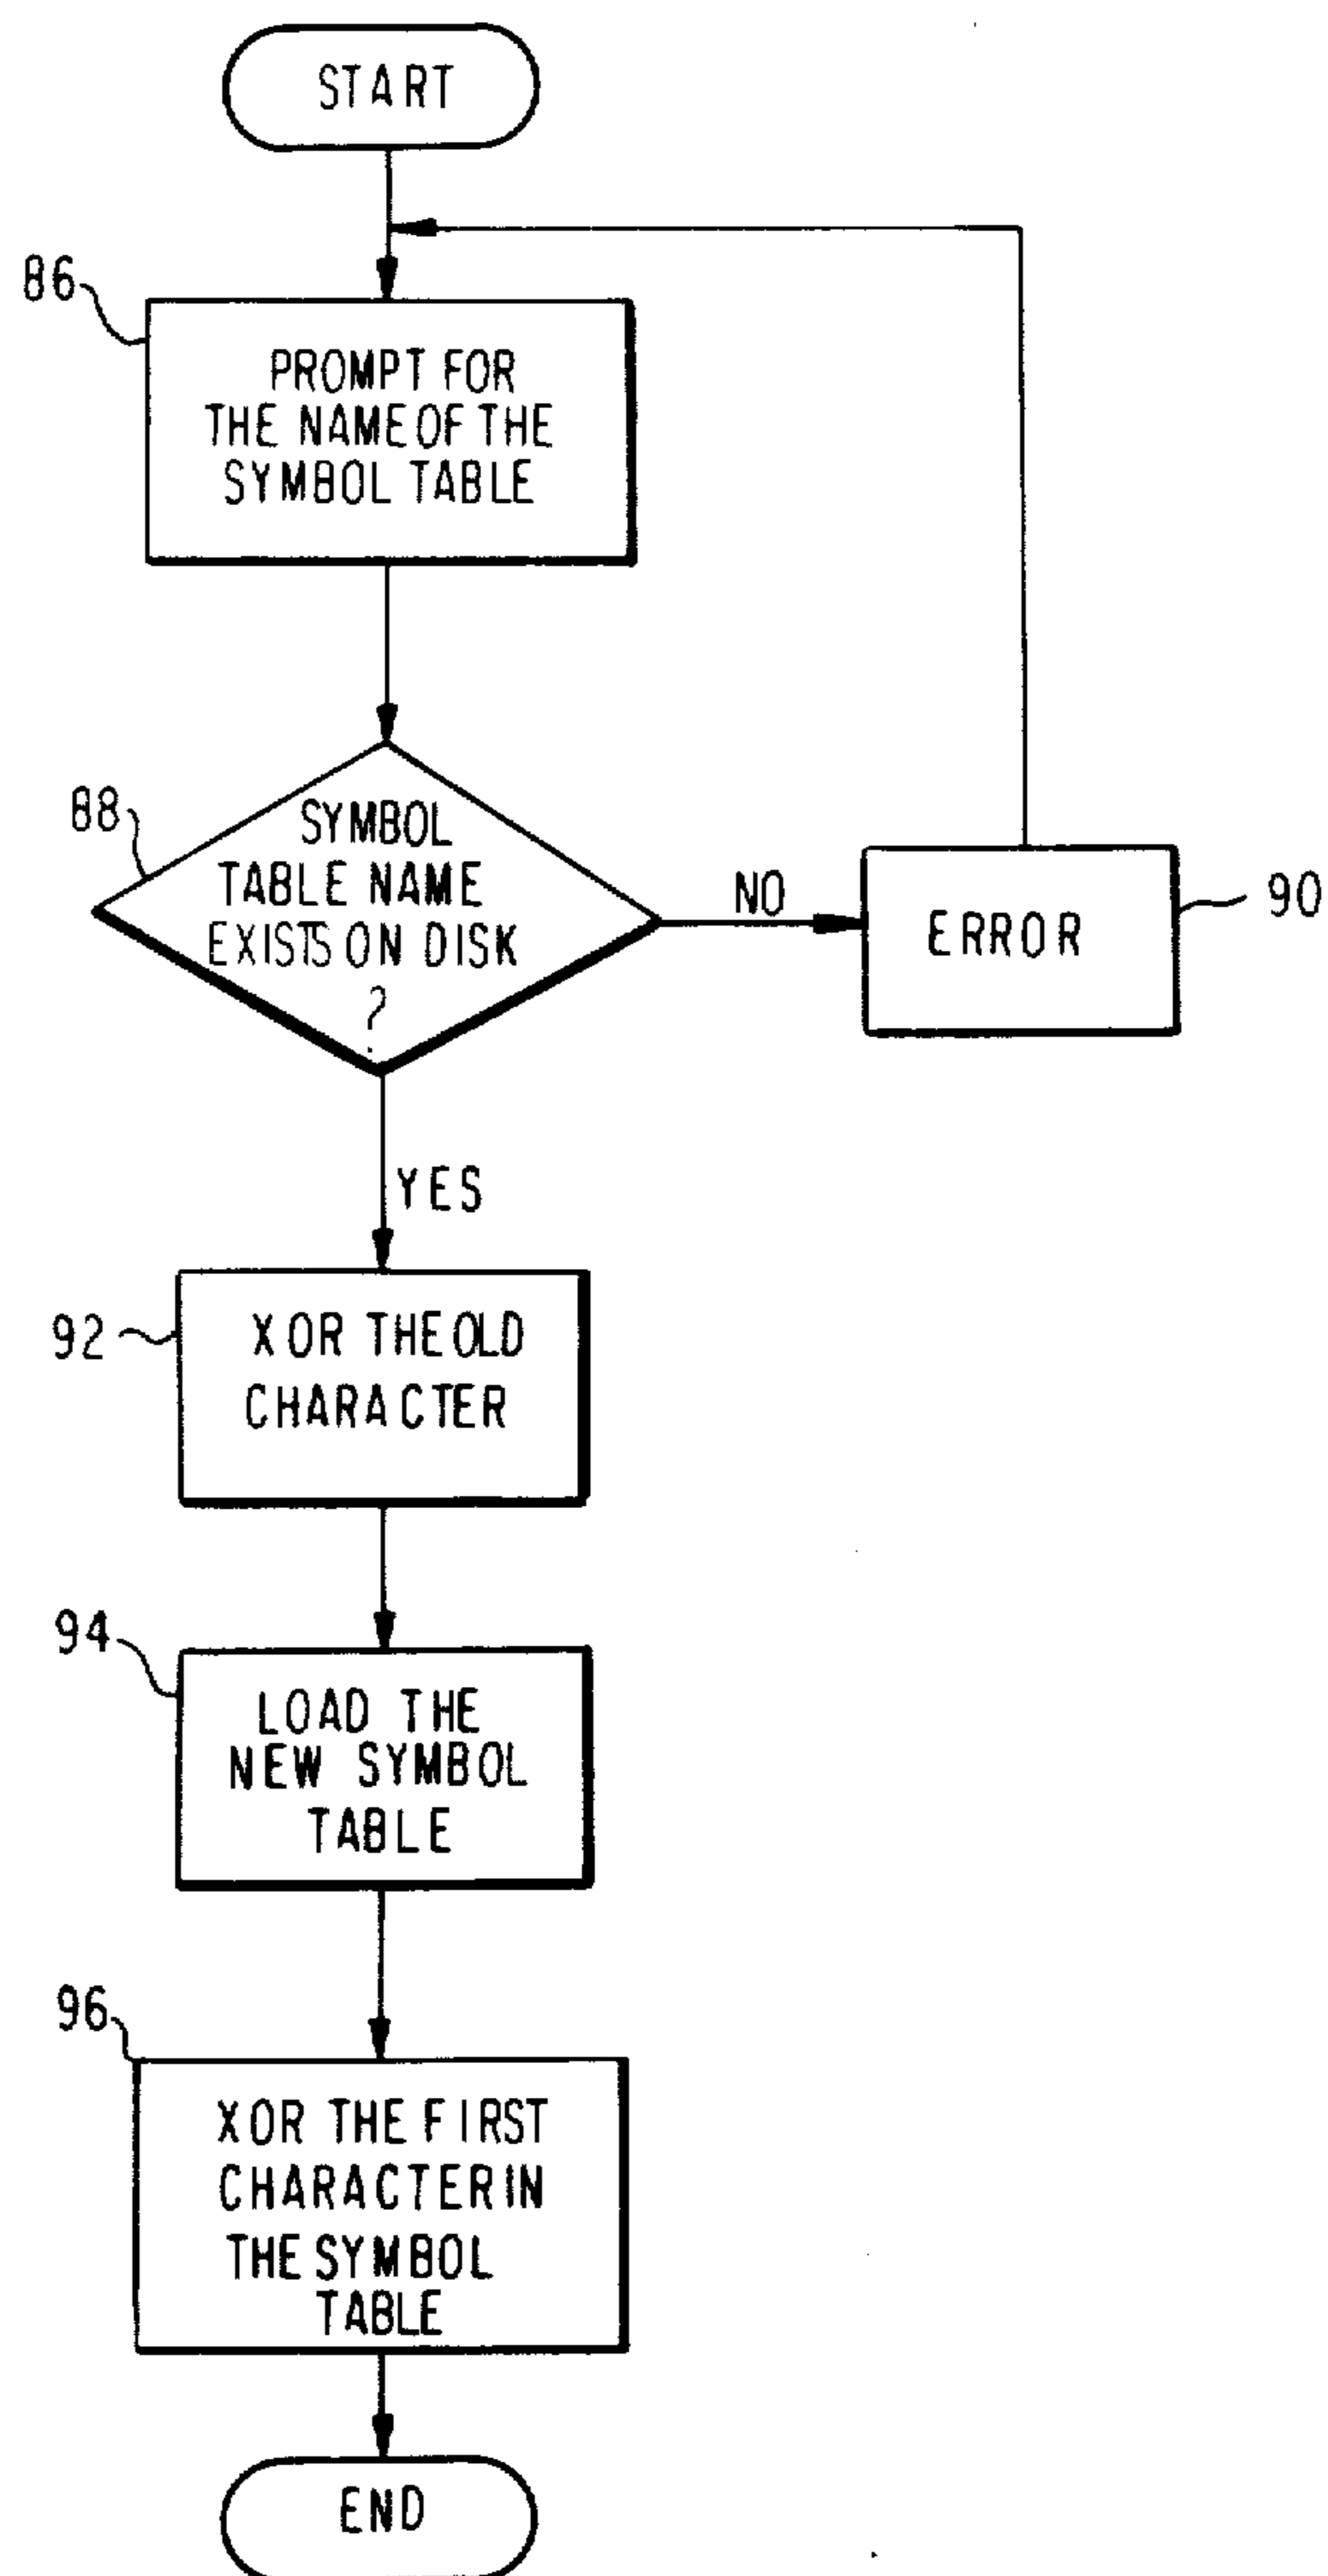 START
86
PROMPT FOR
THE NAME OF THE
SYMBOL TABLE
88
SYMBOL
TABLE NAME
EXISTS ON DISK
?
NO
ERROR
90
YES
92
XOR THE OLD
CHARACTER
94
LOAD THE
NEW SYMBOL
TABLE
96
XOR THE FIRST
CHARACTER IN
THE SYMBOL
TABLE
END